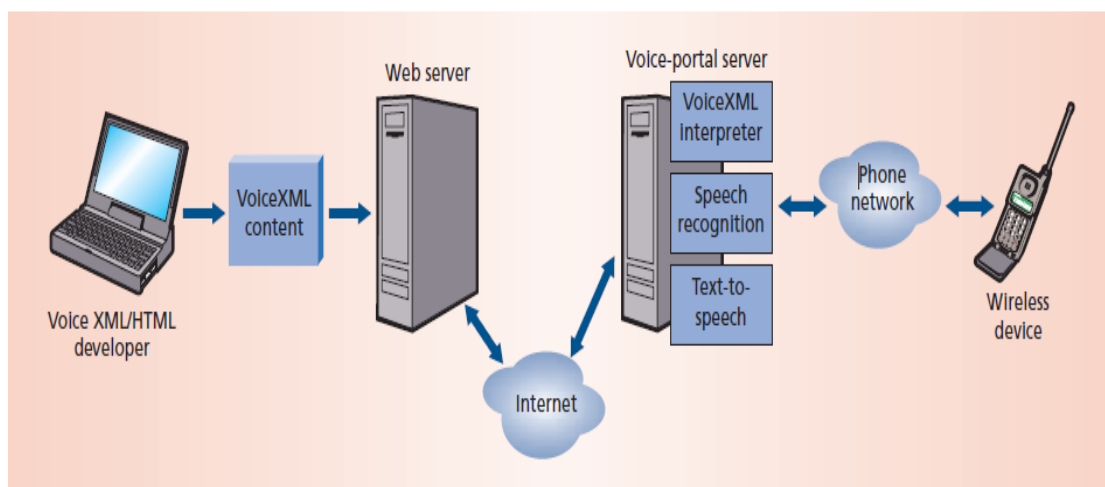 Web server
Voice-portal server
VoiceXML
interpreter
VoiceXML
content
Speech
recognition
Phone
network
Text-to-
speech
Voice XML/HTML
developer
Internet
Wireless
device